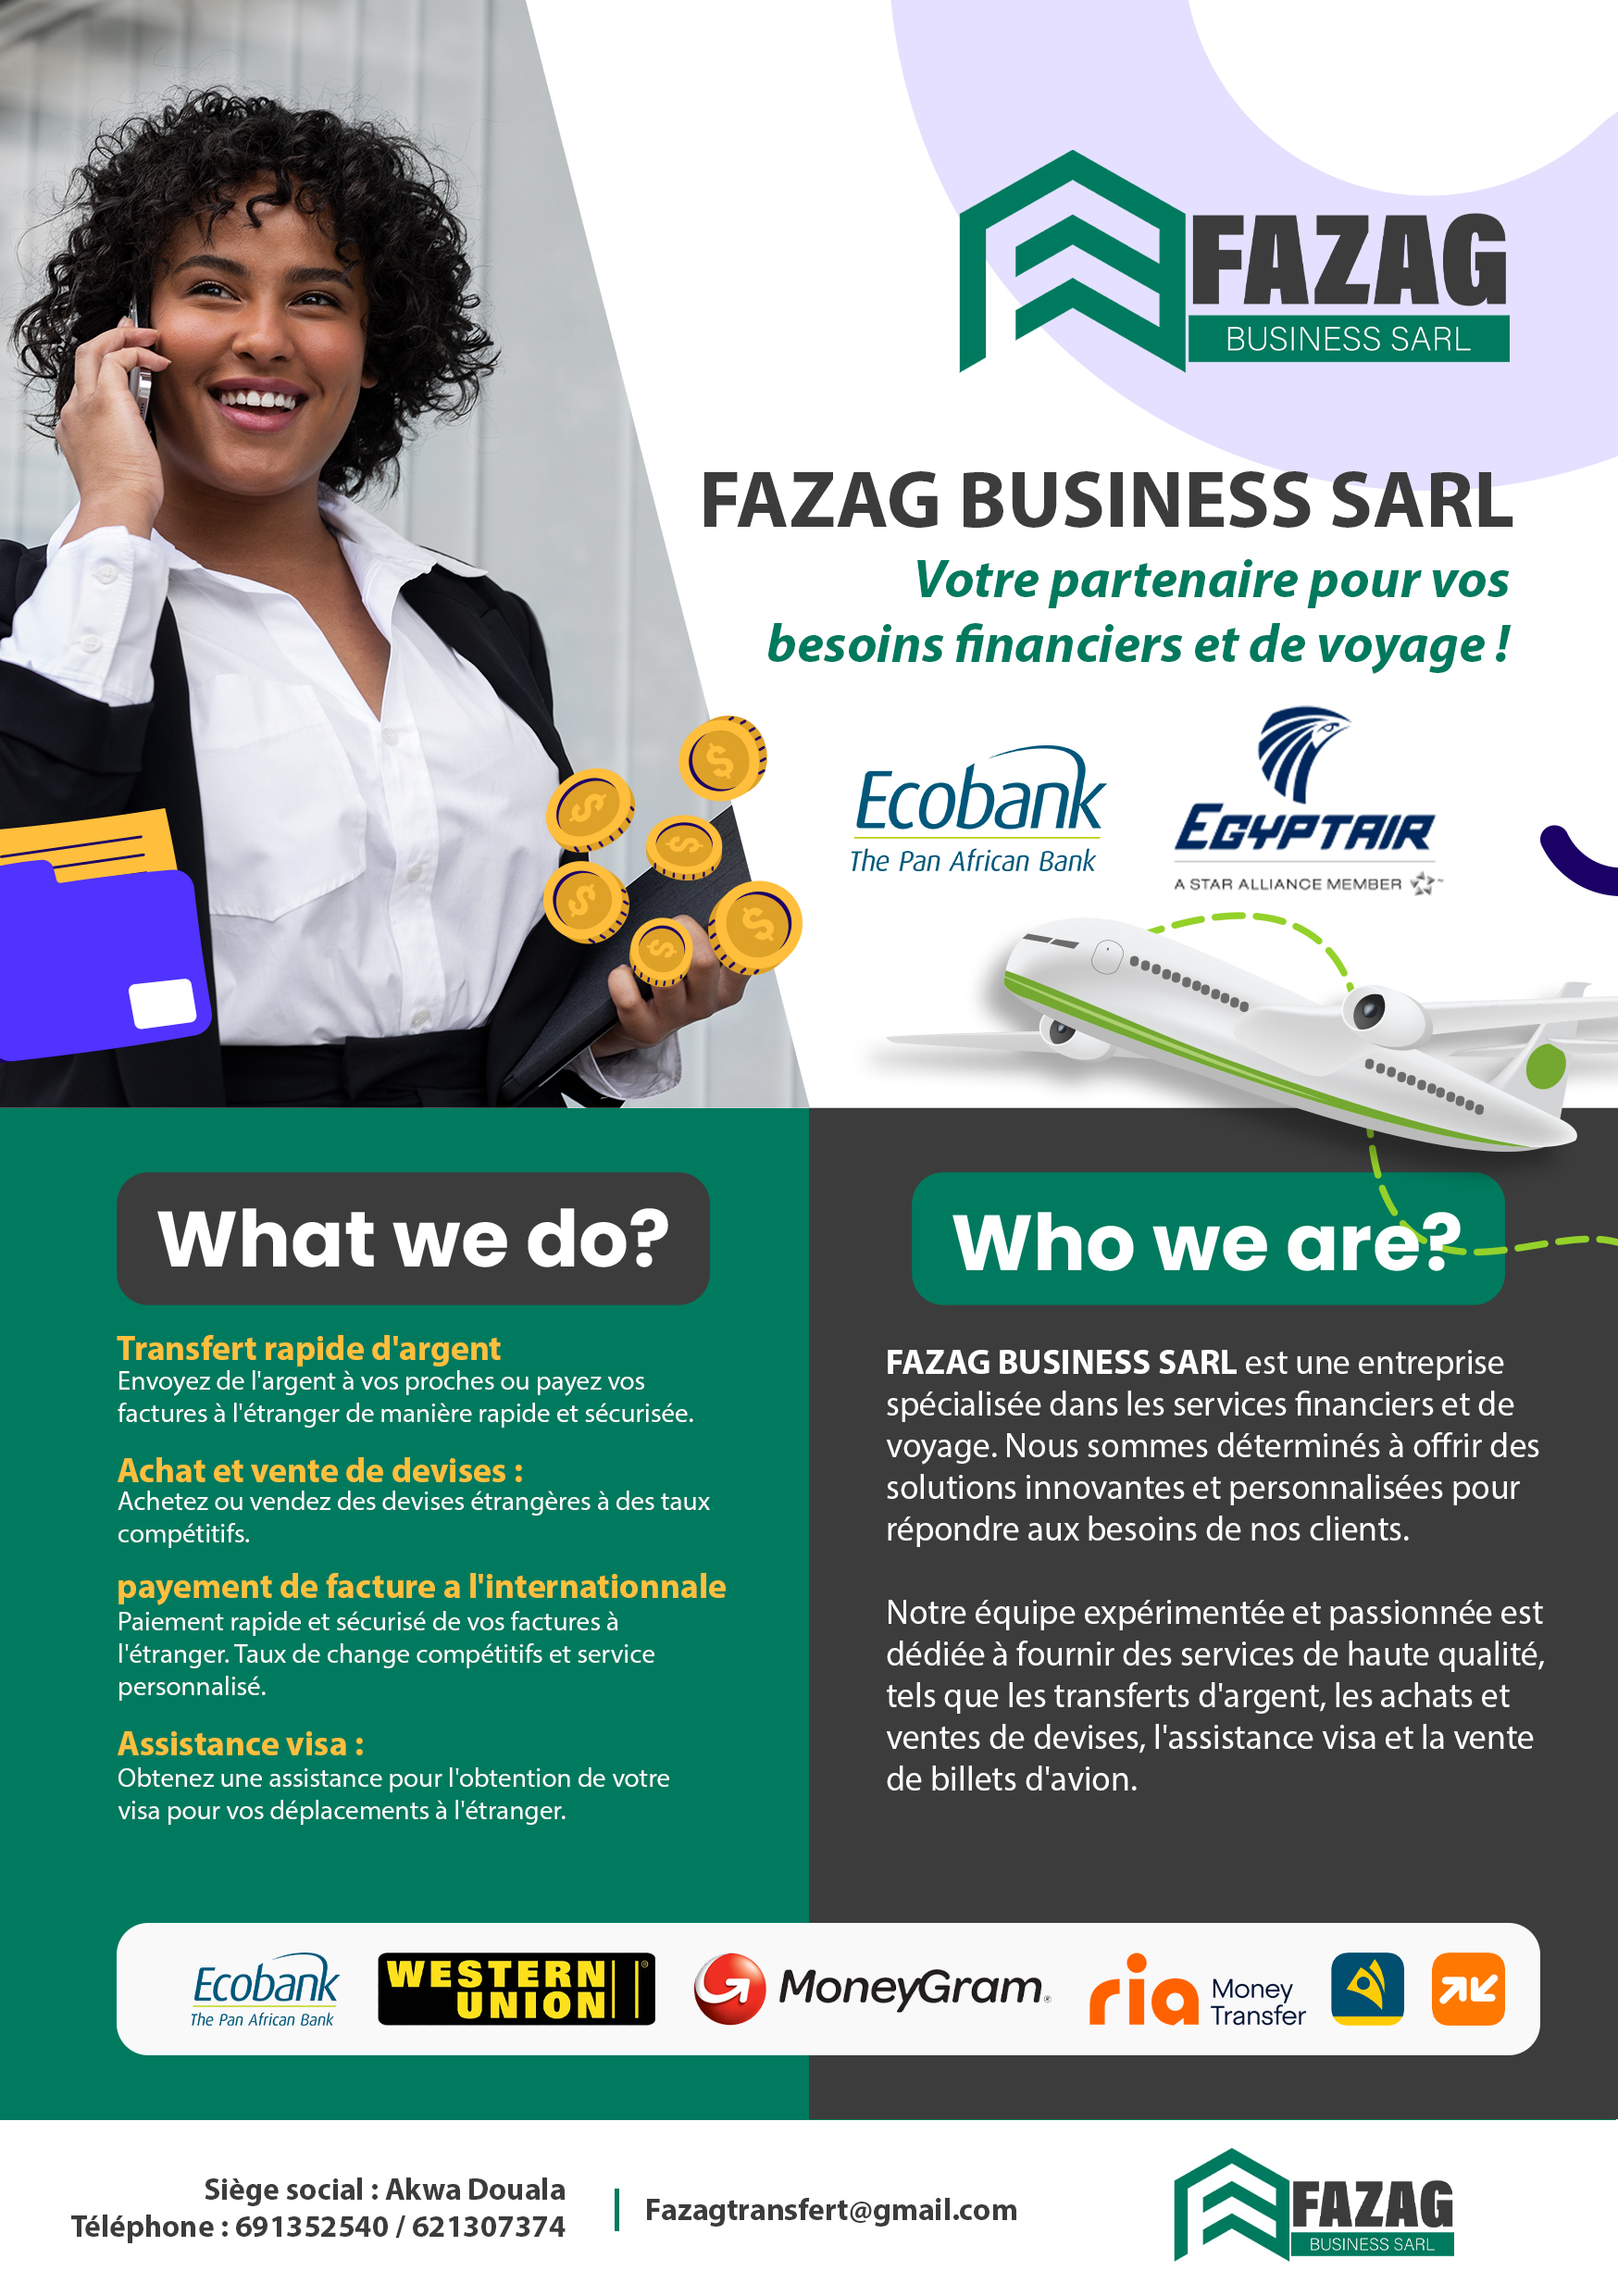 FAZAG
BUSINESS SARL
FAZAG BUSINESS SARL
Votre partenaire pour vos
besoins financiers et de voyage !
Ecobank
The Pan African Bank
EGYPTAIR
A STAR ALLIANCE MEMBER
What we do?
Transfert rapide d'argent
Envoyez de l'argent à vos proches ou payez vos
factures à l'étranger de manière rapide et sécurisée.
Achat et vente de devises :
Achetez ou vendez des devises étrangères à des taux
compétitifs.
payement de facture a l'internationnale
Paiement rapide et sécurisé de vos factures à
l'étranger. Taux de change compétitifs et service
personnalisé.
Assistance visa :
Obtenez une assistance pour l'obtention de votre
visa pour vos déplacements à l'étranger.
Who we are?
FAZAG BUSINESS SARL est une entreprise
spécialisée dans les services financiers et de
voyage. Nous sommes déterminés à offrir des
solutions innovantes et personnalisées pour
répondre aux besoins de nos clients.
Notre équipe expérimentée et passionnée est
dédiée à fournir des services de haute qualité,
tels que les transferts d'argent, les achats et
ventes de devises, l'assistance visa et la vente
de billets d'avion.
Ecobank
The Pan African Bank
WESTERN
UNION
MoneyGram
ria Money
Transfer
Siège social : Akwa Douala
Téléphone : 691352540 / 621307374
Fazagtransfert@gmail.com
FAZAG
BUSINESS SARL